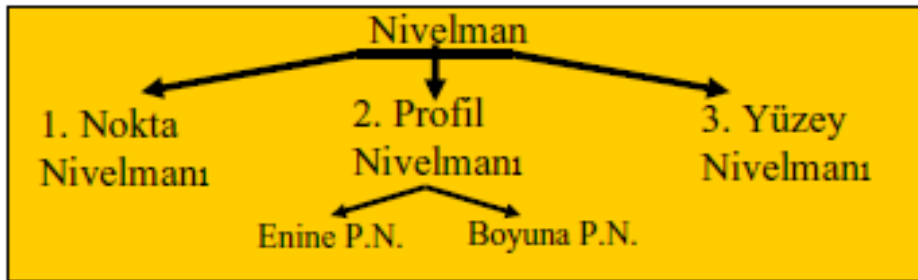 Nivelman
1. Nokta
Nivelmanı
2. Profil
Nivelmanı
3. Yüzey
Nivelmanı
Enine P.N.
Boyuna P.N.